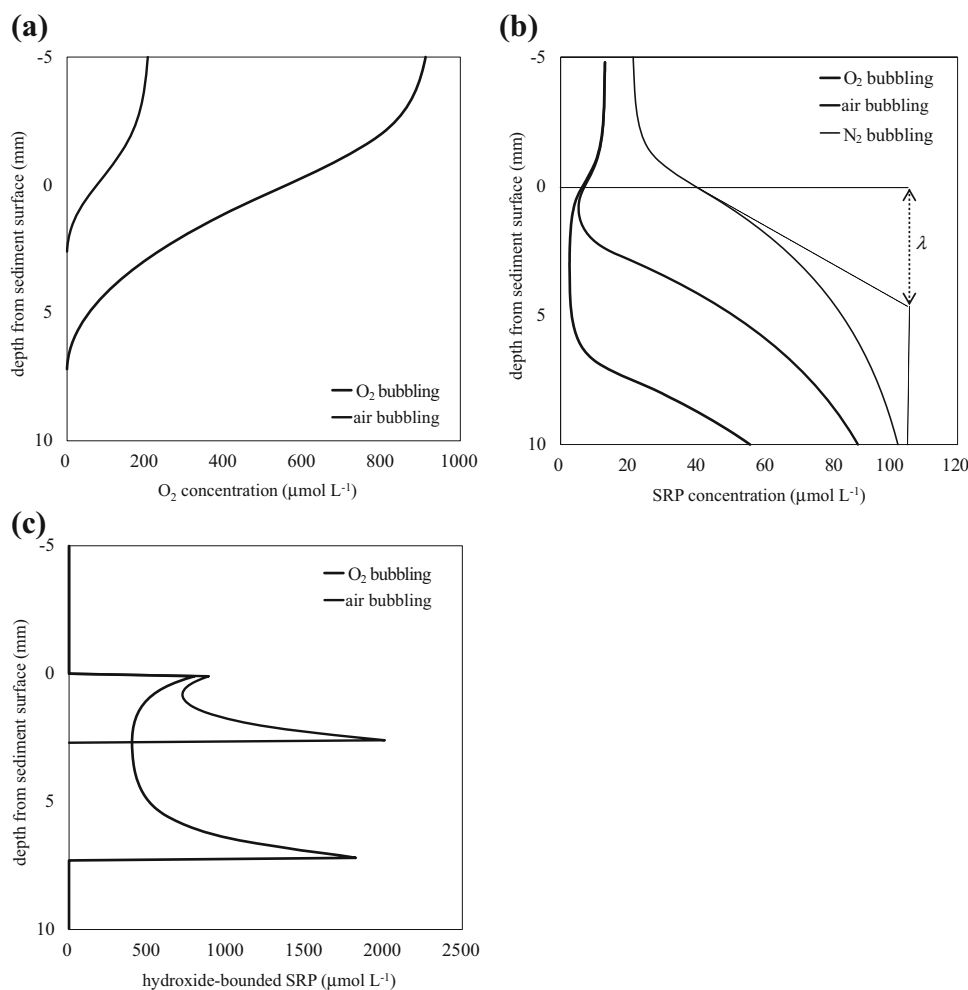 (a)
-5
0
5
10
depth from sediment surface (mm)
O₂ bubbling
air bubbling
0 200 400 600 800 1000
O₂ concentration (µmol L⁻¹)
(b)
-5
0
5
10
depth from sediment surface (mm)
O₂ bubbling
air bubbling
N₂ bubbling
λ
0 20 40 60 80 100 120
SRP concentration (µmol L⁻¹)
(c)
-5
0
5
10
depth from sediment surface (mm)
O₂ bubbling
air bubbling
0 500 1000 1500 2000 2500
hydroxide-bounded SRP (µmol L⁻¹)